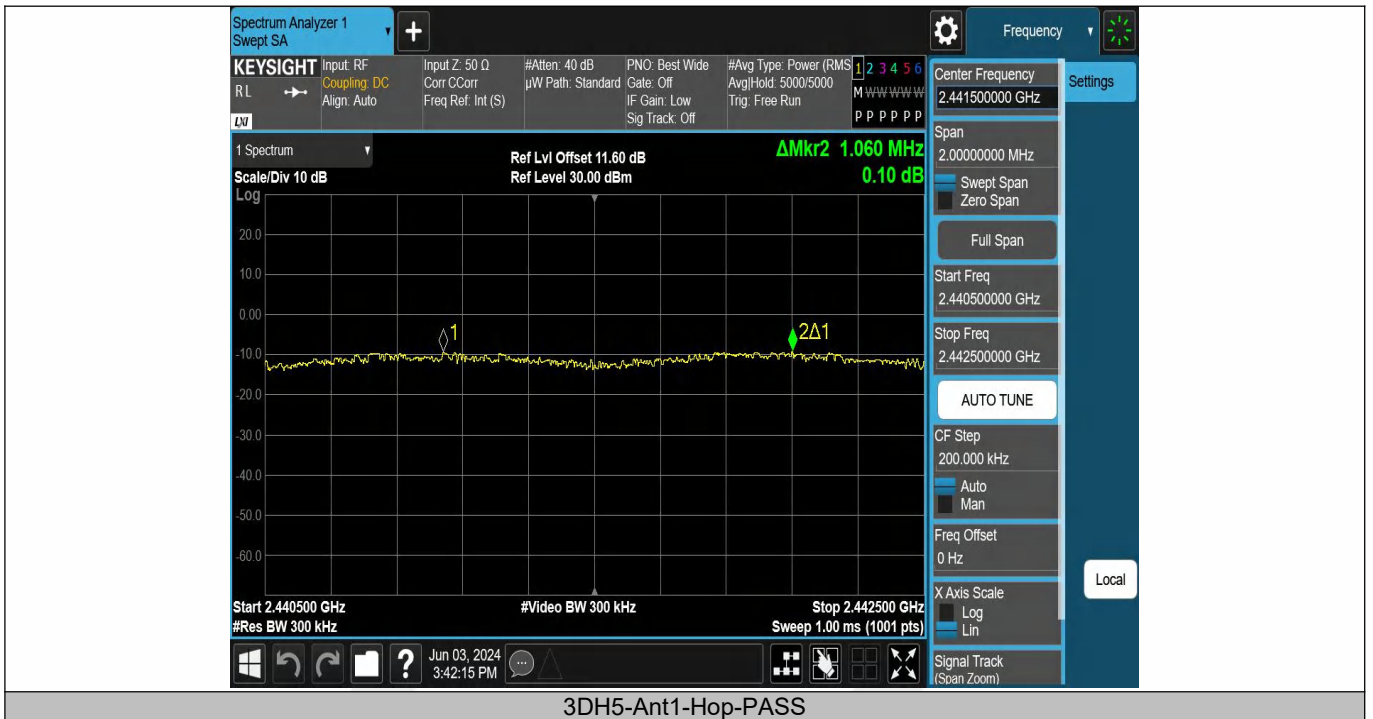 Spectrum Analyzer 1
Swept SA
+
Frequency
KEYSIGHT
RL
LXI
Input: RF
Coupling: DC
Align: Auto
Input Z: 50 Ω
Corr CCorr
Freq Ref: Int (S)
#Atten: 40 dB
µW Path: Standard
PNO: Best Wide
Gate: Off
IF Gain: Low
Sig Track: Off
#Avg Type: Power (RMS
Avg|Hold: 5000/5000
Trig: Free Run
1 2 3 4 5 6
M W W W W W
P P P P P P
1 Spectrum
Scale/Div 10 dB
Log
Ref Lvl Offset 11.60 dB
Ref Level 30.00 dBm
ΔMkr2 1.060 MHz
0.10 dB
20.0
10.0
0.00
-10.0
-20.0
-30.0
-40.0
-50.0
-60.0
1
2Δ1
Start 2.440500 GHz
#Res BW 300 kHz
#Video BW 300 kHz
Stop 2.442500 GHz
Sweep 1.00 ms (1001 pts)
Center Frequency
2.441500000 GHz
Settings
Span
2.00000000 MHz
Swept Span
Zero Span
Full Span
Start Freq
2.440500000 GHz
Stop Freq
2.442500000 GHz
AUTO TUNE
CF Step
200.000 kHz
Auto
Man
Freq Offset
0 Hz
X Axis Scale
Log
Lin
Local
Signal Track
(Span Zoom)
?
Jun 03, 2024
3:42:15 PM
3DH5-Ant1-Hop-PASS